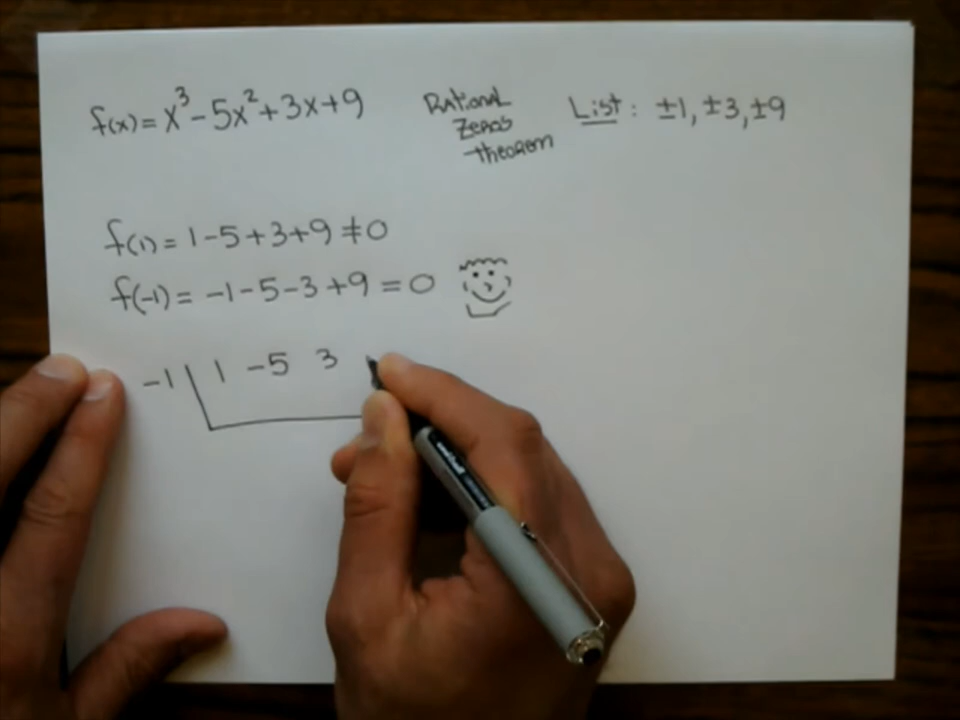 f(x) = x³ - 5x² + 3x + 9
Rational
Zeros
Theorem
List: ±1, ±3, ±9
f(1) = 1 - 5 + 3 + 9 ≠ 0
f(-1) = -1 - 5 - 3 + 9 = 0
-1 1 -5 3